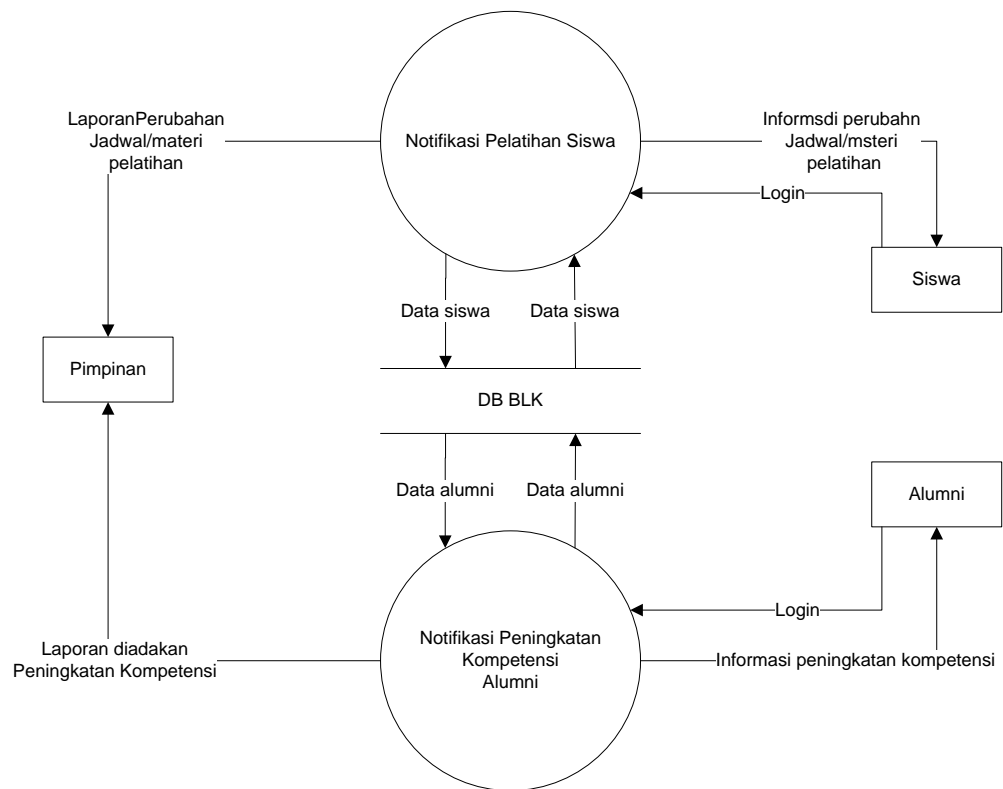 LaporanPerubahan
Jadwal/materi
pelatihan
Notifikasi Pelatihan Siswa
Informsdi perubahn
Jadwal/msteri
pelatihan
Login
Siswa
Data siswa
Data siswa
Pimpinan
DB BLK
Data alumni
Data alumni
Alumni
Login
Laporan diadakan
Peningkatan Kompetensi
Notifikasi Peningkatan
Kompetensi
Alumni
Informasi peningkatan kompetensi